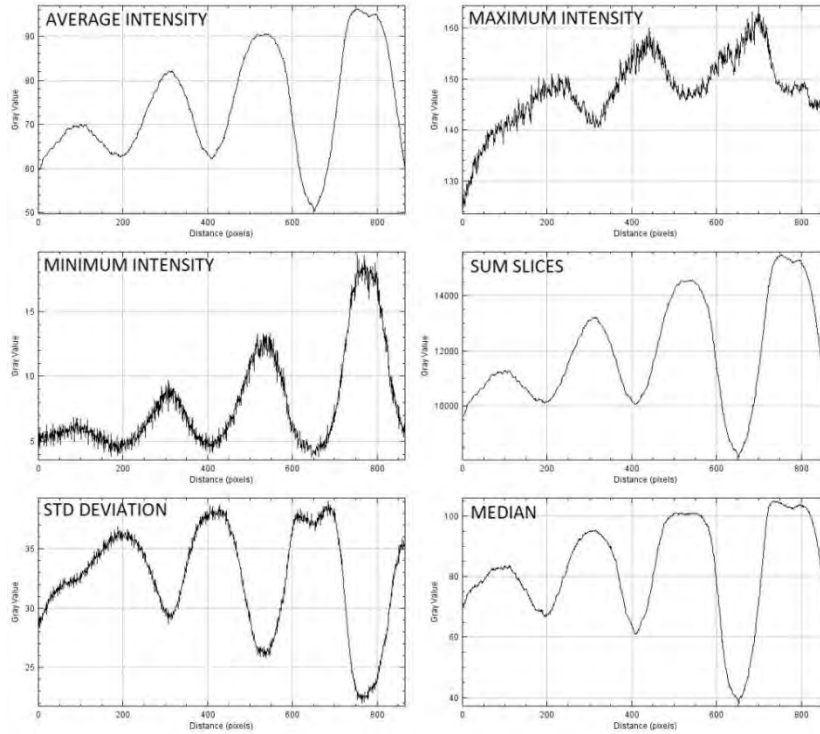 AVERAGE INTENSITY
90
80
70
60
50
Gray Value
0 200 400 600 800
Distance (pixels)
MAXIMUM INTENSITY
160
150
140
130
Gray Value
0 200 400 600 800
Distance (pixels)
MINIMUM INTENSITY
15
10
5
Gray Value
0 200 400 600 800
Distance (pixels)
SUM SLICES
14000
12000
10000
Gray Value
0 200 400 600 800
Distance (pixels)
STD DEVIATION
35
30
25
Gray Value
0 200 400 600 800
Distance (pixels)
MEDIAN
100
80
60
40
Gray Value
0 200 400 600 800
Distance (pixels)